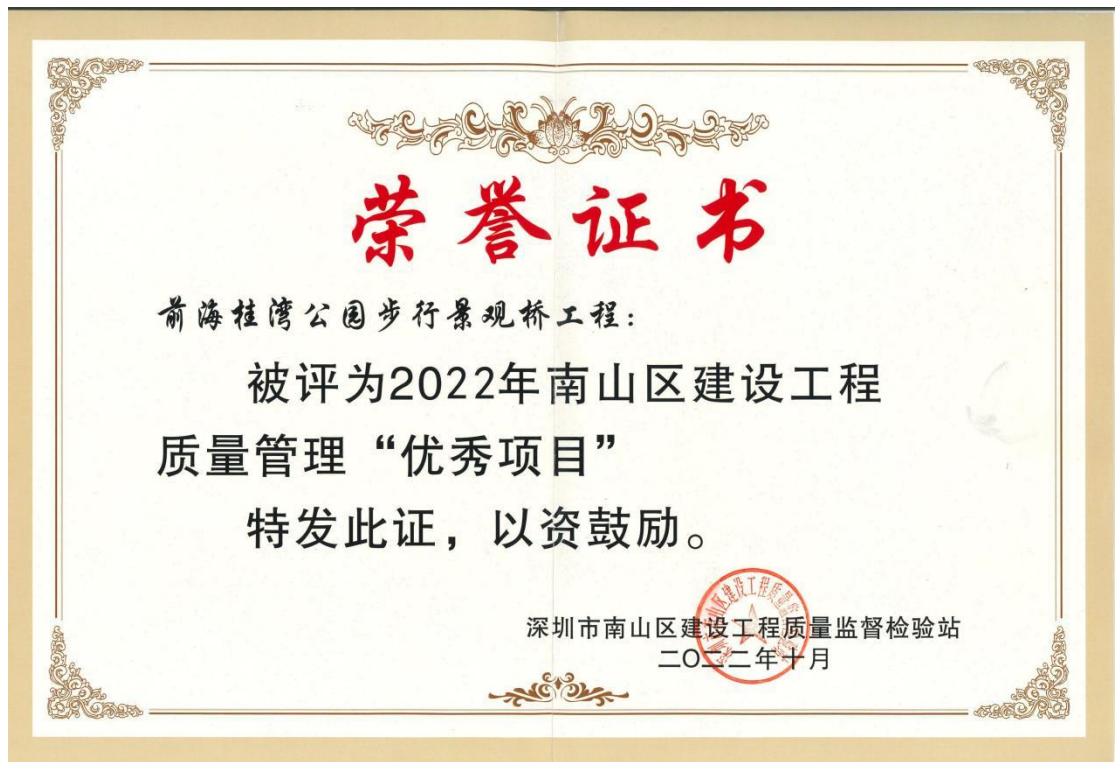 荣誉证书
前海桂湾公园步行景观桥工程：
被评为2022年南山区建设工程
质量管理“优秀项目”
特发此证，以资鼓励。
深圳市南山区建设工程质量监督检验站
二〇二二年十月